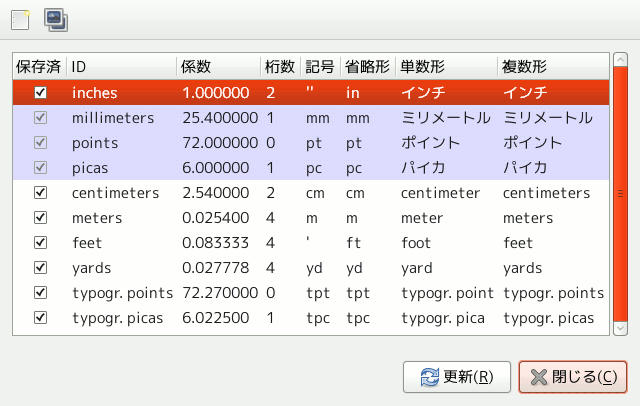 保存済 ID 係数 桁数 記号 省略形 単数形 複数形
inches 1.000000 2 '' in インチ インチ
millimeters 25.400000 1 mm mm ミリメートル ミリメートル
points 72.000000 0 pt pt ポイント ポイント
picas 6.000000 1 pc pc パイカ パイカ
centimeters 2.540000 2 cm cm centimeter centimeters
meters 0.025400 4 m m meter meters
feet 0.083333 4 ' ft foot feet
yards 0.027778 4 yd yd yard yards
typogr. points 72.270000 0 tpt tpt typogr. point typogr. points
typogr. picas 6.022500 1 tpc tpc typogr. pica typogr. picas
更新(R) 閉じる(C)